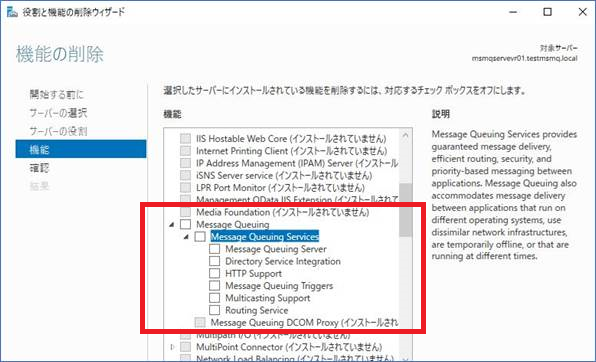 役割と機能の削除ウィザード
機能の削除
対象サーバー
msmqservevr01.testmsmq.local
開始する前に
サーバーの選択
サーバーの役割
機能
確認
結果
選択したサーバーにインストールされている機能を削除するには、対応するチェック ボックスをオフにします。
機能
IIS Hostable Web Core (インストールされていません)
Internet Printing Client (インストールされていません)
IP Address Management (IPAM) Server (インストールされ
iSNS Server service (インストールされていません)
LPR Port Monitor (インストールされていません)
Management OData IIS Extension (インストールされ
Media Foundation (インストールされていません)
Message Queuing
Message Queuing Services
Message Queuing Server
Directory Service Integration
HTTP Support
Message Queuing Triggers
Multicasting Support
Routing Service
Message Queuing DCOM Proxy (インストールされ
Multipath I/O (インストールされていません)
MultiPoint Connector (インストールされていません)
Network Load Balancing (インストールされていません)
説明
Message Queuing Services provides
guaranteed message delivery,
efficient routing, security, and
priority-based messaging between
applications. Message Queuing also
accommodates message delivery
between applications that run on
different operating systems, use
dissimilar network infrastructures,
are temporarily offline, or that are
running at different times.